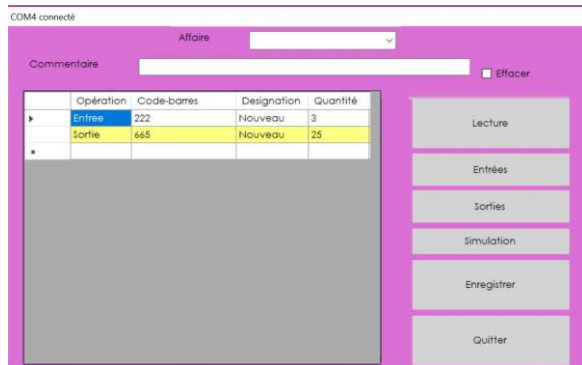 COM4 connecté
Affaire
Commentaire
Effacer
Opération Code-barres Designation Quantité
Entree 222 Nouveau 3
Sortie 665 Nouveau 25
Lecture
Entrées
Sorties
Simulation
Enregistrer
Quitter